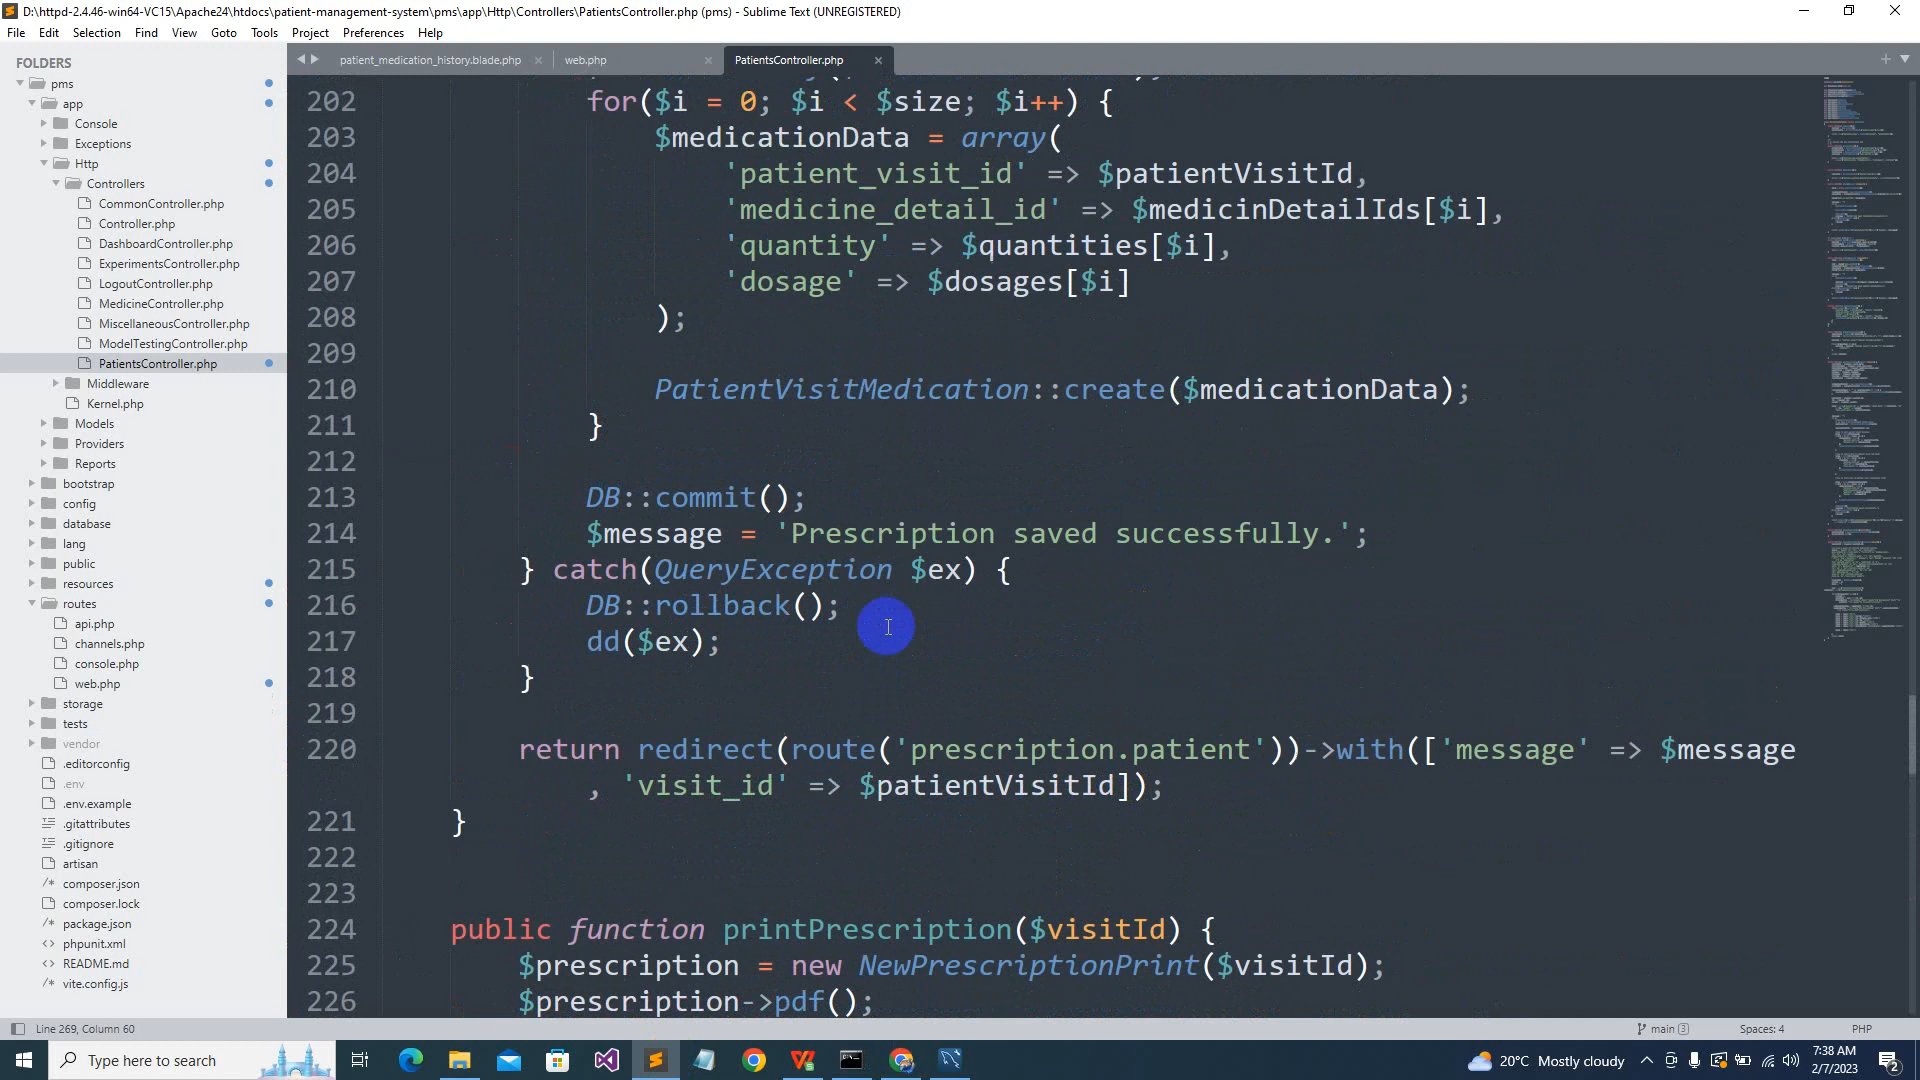 D:\httpd-2.4.46-win64-VC15\Apache24\htdocs\patient-management-system\pms\app\Http\Controllers\PatientsController.php (pms) - Sublime Text (UNREGISTERED)
File Edit Selection Find View Goto Tools Project Preferences Help
FOLDERS
pms
app
Console
Exceptions
Http
Controllers
CommonController.php
Controller.php
DashboardController.php
ExperimentsController.php
LogoutController.php
MedicineController.php
MiscellaneousController.php
ModelTestingController.php
PatientsController.php
Middleware
Kernel.php
Models
Providers
Reports
bootstrap
config
database
lang
public
resources
routes
api.php
channels.php
console.php
web.php
storage
tests
vendor
.editorconfig
.env
.env.example
.gitattributes
.gitignore
artisan
composer.json
composer.lock
package.json
phpunit.xml
README.md
vite.config.js
patient_medication_history.blade.php web.php PatientsController.php
202 for($i = 0; $i < $size; $i++) {
203 $medicationData = array(
204 'patient_visit_id' => $patientVisitId,
205 'medicine_detail_id' => $medicinDetailIds[$i],
206 'quantity' => $quantities[$i],
207 'dosage' => $dosages[$i]
208 );
209
210 PatientVisitMedication::create($medicationData);
211 }
212
213 DB::commit();
214 $message = 'Prescription saved successfully.';
215 } catch(QueryException $ex) {
216 DB::rollback();
217 dd($ex);
218 }
219
220 return redirect(route('prescription.patient'))->with(['message' => $message
, 'visit_id' => $patientVisitId]);
221 }
222
223
224 public function printPrescription($visitId) {
225 $prescription = new NewPrescriptionPrint($visitId);
226 $prescription->pdf();
Line 269, Column 60 main 3 Spaces: 4 PHP
Type here to search 20°C Mostly cloudy 7:38 AM
2/7/2023 2